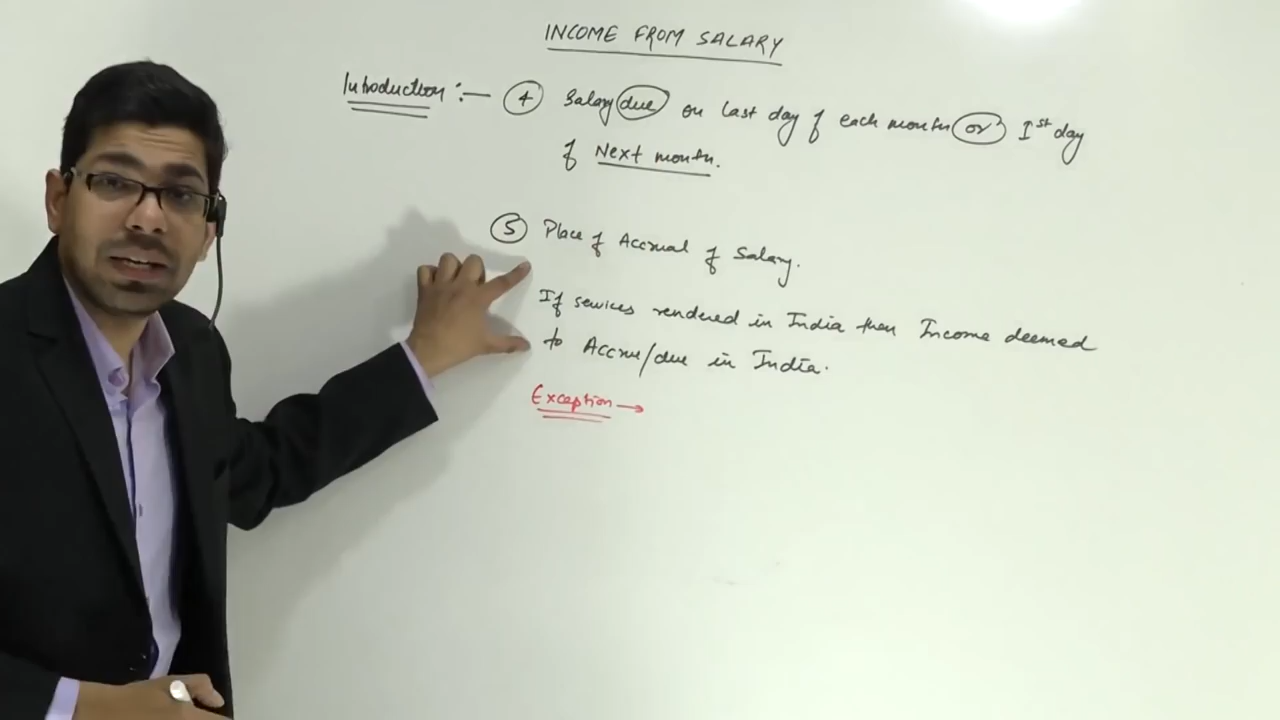 INCOME FROM SALARY
Introduction :— (4) Salary due on last day of each month or Ist day
of Next month.
(5) Place of Accrual of Salary.
If services rendered in India then Income deemed
to Accrue/due in India.
Exception →